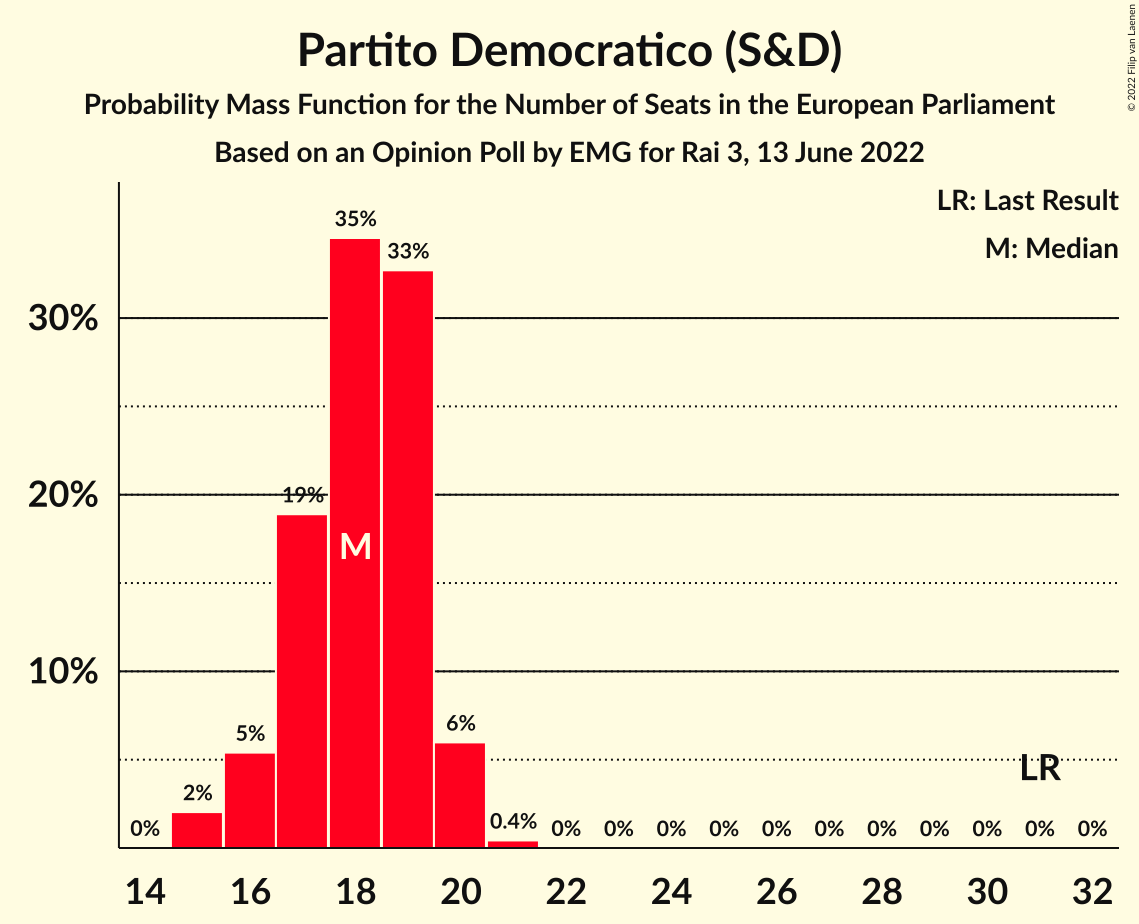 Partito Democratico (S&D)
Probability Mass Function for the Number of Seats in the European Parliament
Based on an Opinion Poll by EMG for Rai 3, 13 June 2022
© 2022 Filip van Laenen
LR: Last Result
M: Median
30%
20%
10%
0%
2%
5%
19%
35%
33%
6%
0.4%
0%
0%
0%
0%
0%
0%
0%
0%
0%
0%
0%
M
LR
14 16 18 20 22 24 26 28 30 32